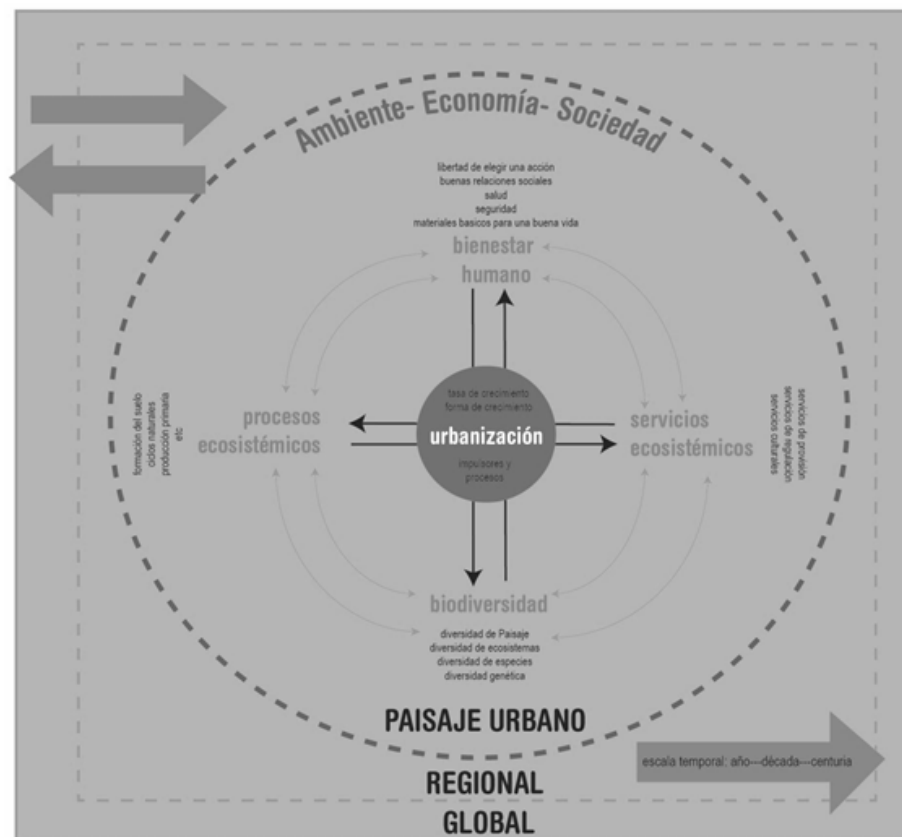 Ambiente- Economía- Sociedad
libertad de elegir una acción
buenas relaciones sociales
salud
seguridad
materiales basicos para una buena vida
bienestar
humano
formación del suelo
ciclos naturales
producción primaria
etc
procesos
ecosistémicos
tasa de crecimiento
forma de crecimiento
urbanización
impulsores y
procesos
servicios
ecosistémicos
servicios de provisión
servicios de regulación
servicios culturales
biodiversidad
diversidad de Paisaje
diversidad de ecosistemas
diversidad de especies
diversidad genética
PAISAJE URBANO
escala temporal: año---década---centuria
REGIONAL
GLOBAL